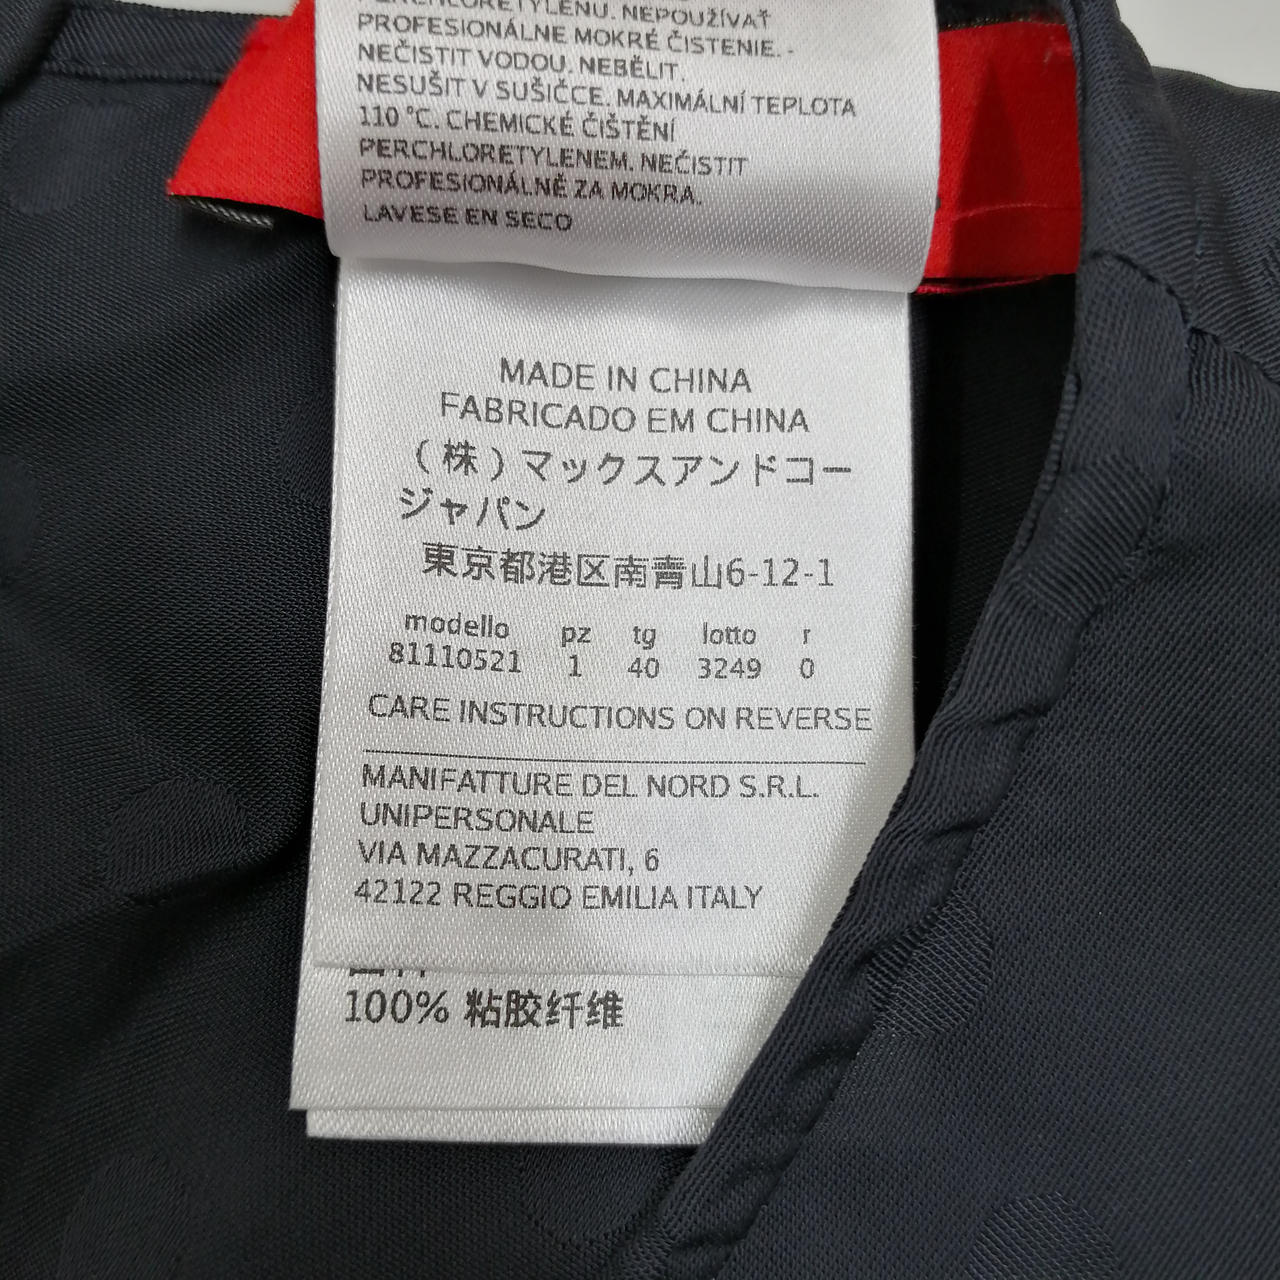 PERCHLÓRETYLÉNU. NEPOUŽÍVAŤ
PROFESIONÁLNE MOKRÉ ČISTENIE. -
NEČISTIT VODOU. NEBĚLIT.
NESUŠIT V SUŠIČCE. MAXIMÁLNÍ TEPLOTA
110 °C. CHEMICKÉ ČIŠTĚNÍ
PERCHLORETYLENEM. NEČISTIT
PROFESIONÁLNĚ ZA MOKRA.
LAVESE EN SECO
MADE IN CHINA
FABRICADO EM CHINA
(株)マックスアンドコー
ジャパン
東京都港区南青山6-12-1
modello pz tg lotto r
81110521 1 40 3249 0
CARE INSTRUCTIONS ON REVERSE
MANIFATTURE DEL NORD S.R.L.
UNIPERSONALE
VIA MAZZACURATI, 6
42122 REGGIO EMILIA ITALY
100% 粘胶纤维